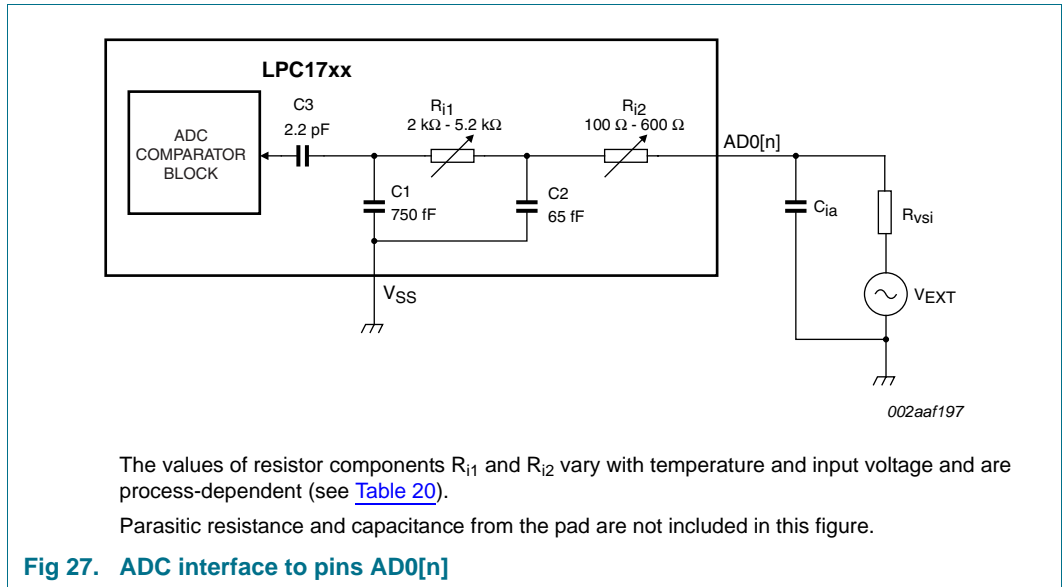 LPC17xx
ADC
COMPARATOR
BLOCK
C3
2.2 pF
Ri1
2 kΩ - 5.2 kΩ
Ri2
100 Ω - 600 Ω
AD0[n]
C1
750 fF
C2
65 fF
Cia
Rvsi
VEXT
VSS
002aaf197
The values of resistor components Ri1 and Ri2 vary with temperature and input voltage and are
process-dependent (see Table 20).
Parasitic resistance and capacitance from the pad are not included in this figure.
Fig 27. ADC interface to pins AD0[n]